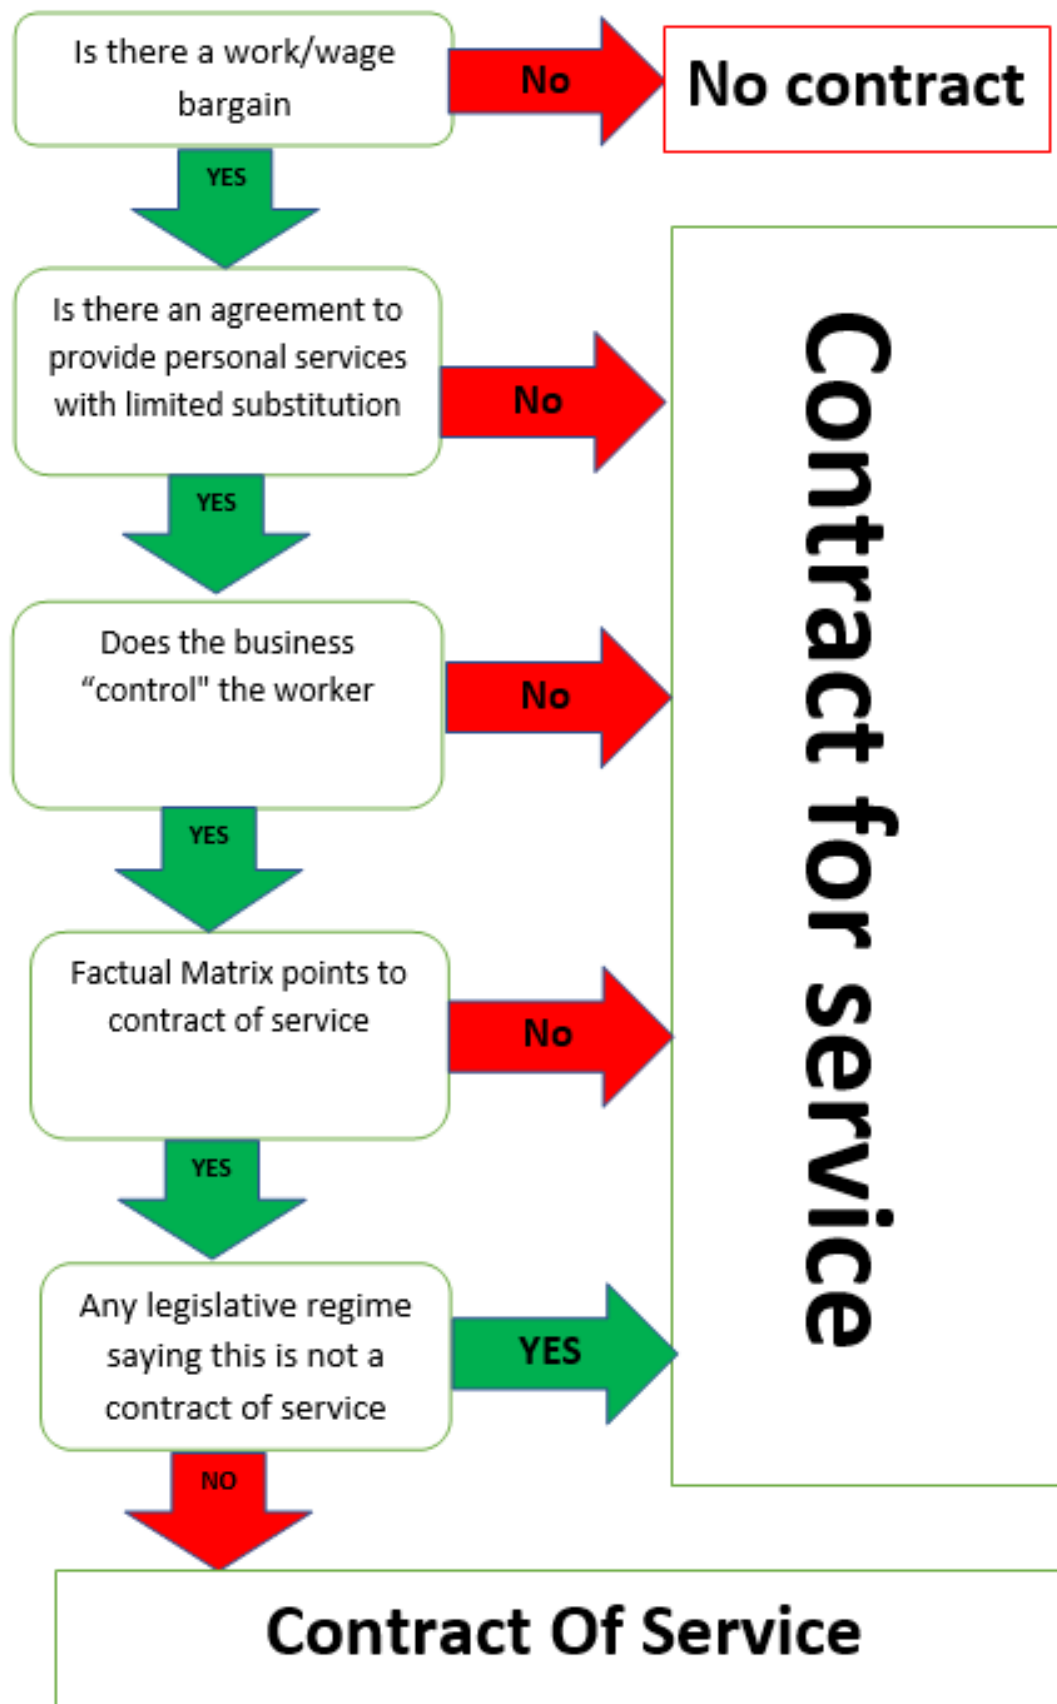 Is there a work/wage
bargain
No
No contract
YES
Is there an agreement to
provide personal services
with limited substitution
No
YES
Does the business
“control" the worker
No
YES
Factual Matrix points to
contract of service
No
YES
Any legislative regime
saying this is not a
contract of service
YES
Contract for service
NO
Contract Of Service